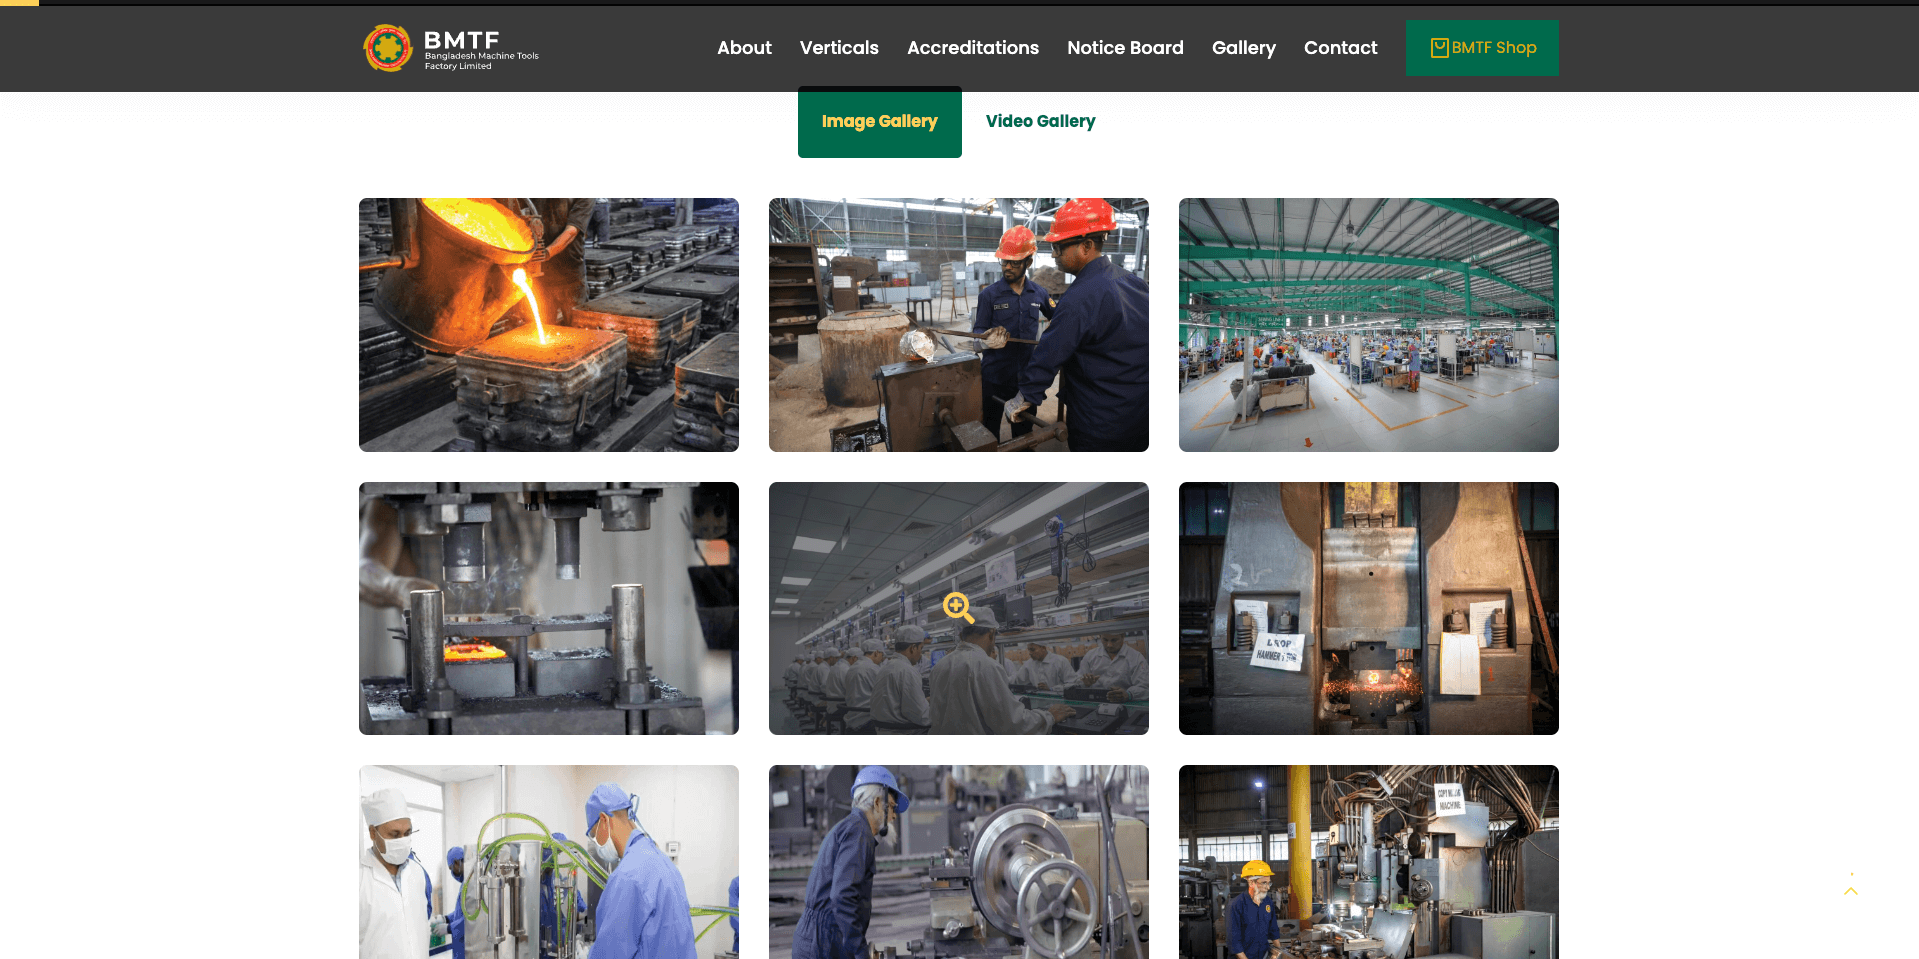 BMTF
Bangladesh Machine Tools
Factory Limited
About
Verticals
Accreditations
Notice Board
Gallery
Contact
BMTF Shop
Image Gallery
Video Gallery
HAMMER
COPY MILLING
MACHINE